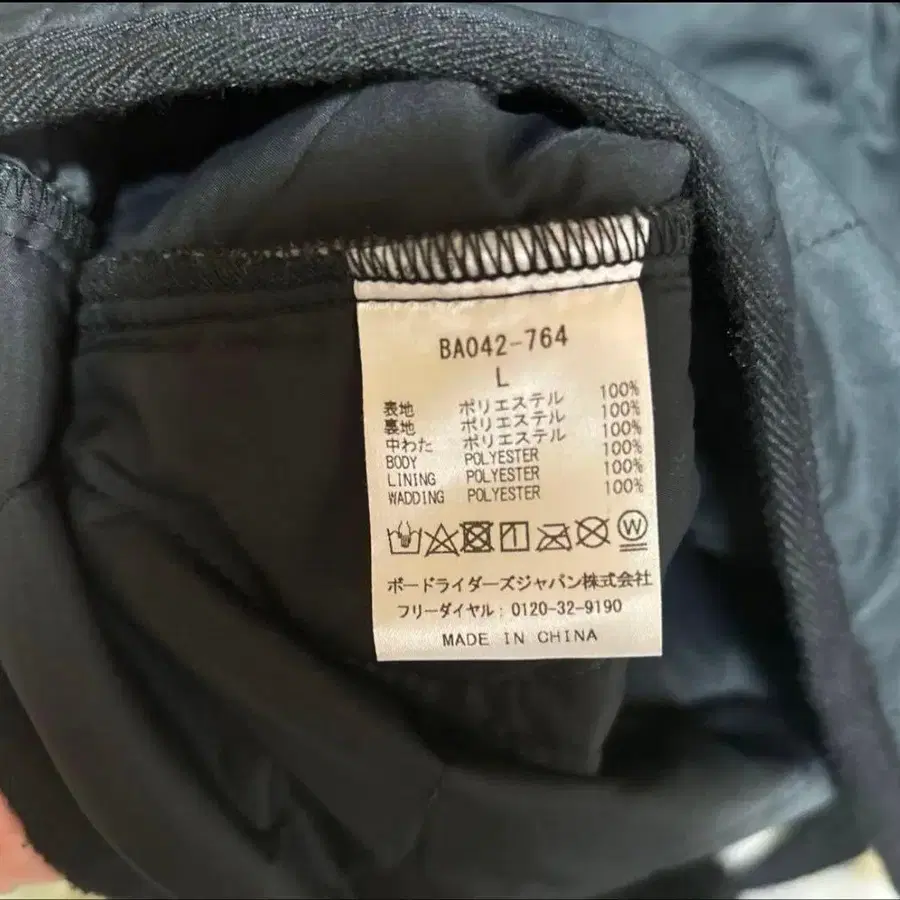 BA042-764
L
表地 ポリエステル 100%
裏地 ポリエステル 100%
中わた ポリエステル 100%
BODY POLYESTER 100%
LINING POLYESTER 100%
WADDING POLYESTER 100%
W
ボードライダーズジャパン株式会社
フリーダイヤル：0120-32-9190
MADE IN CHINA